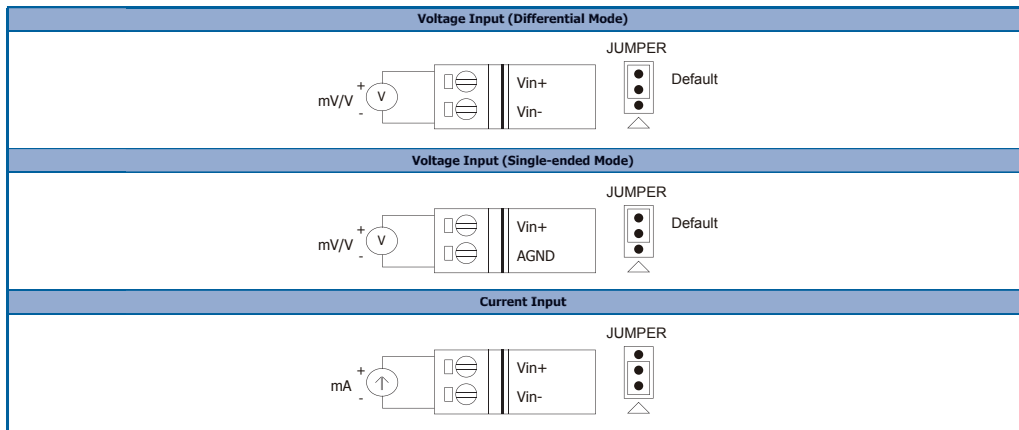 Voltage Input (Differential Mode)
JUMPER
+
mV/V
-
V
Vin+
Vin-
Default
Voltage Input (Single-ended Mode)
JUMPER
+
mV/V
-
V
Vin+
AGND
Default
Current Input
JUMPER
+
mA
-
Vin+
Vin-